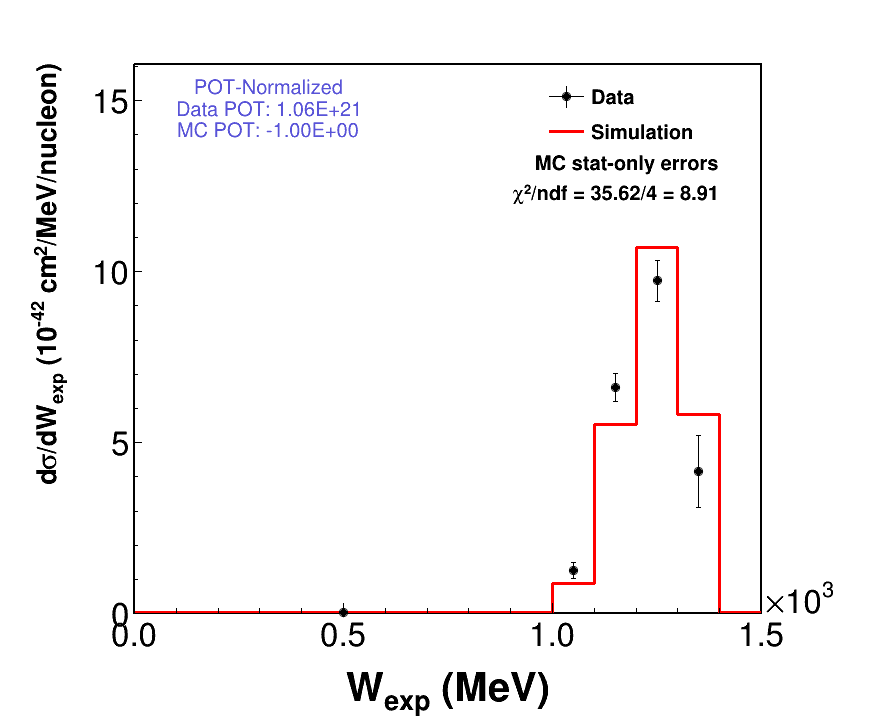 POT-Normalized
Data POT: 1.06E+21
MC POT: -1.00E+00
Data
Simulation
MC stat-only errors
χ²/ndf = 35.62/4 = 8.91
dσ/dW_exp (10⁻⁴² cm²/MeV/nucleon)
15
10
5
0
0.0 0.5 1.0 1.5
×10³
W_exp (MeV)